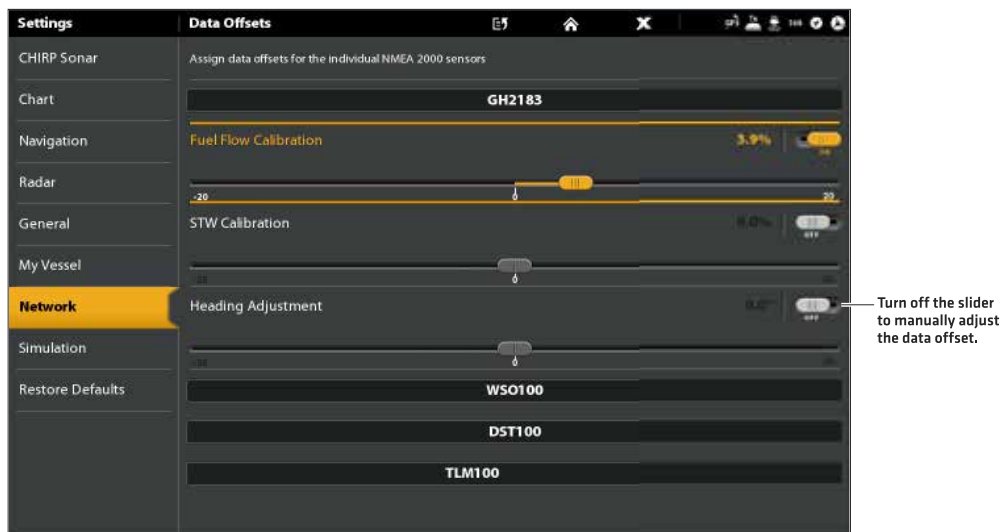 Settings
Data Offsets
CHIRP Sonar
Assign data offsets for the individual NMEA 2000 sensors
Chart
GH2183
Navigation
Fuel Flow Calibration
3.9%
Radar
-20
0
20
General
STW Calibration
OFF
My Vessel
0
Network
Heading Adjustment
OFF
Turn off the slider
to manually adjust
the data offset.
Simulation
0
Restore Defaults
WSO100
DST100
TLM100